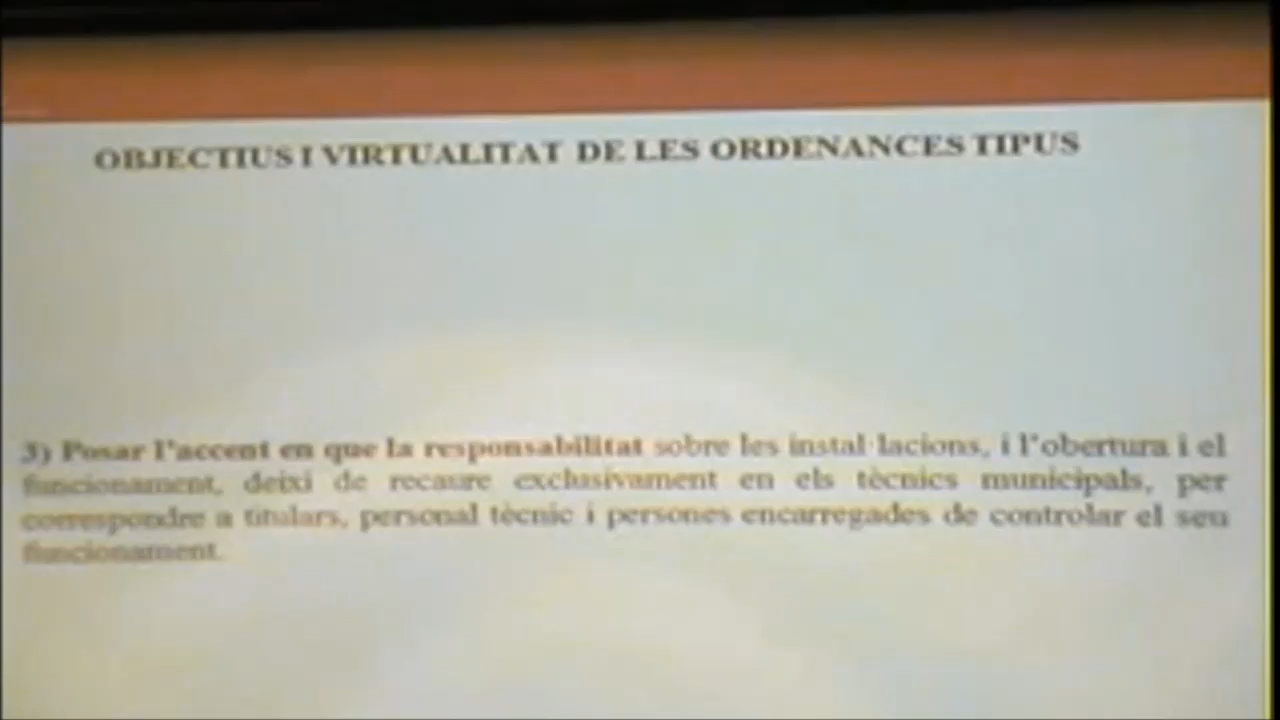 OBJECTIUS I VIRTUALITAT DE LES ORDENANCES TIPUS
3) Posar l'accent en que la responsabilitat sobre les instal·lacions, i l'obertura i el
funcionament, deixi de recaure exclusivament en els tècnics municipals, per
correspondre a titulars, personal tècnic i persones encarregades de controlar el seu
funcionament.